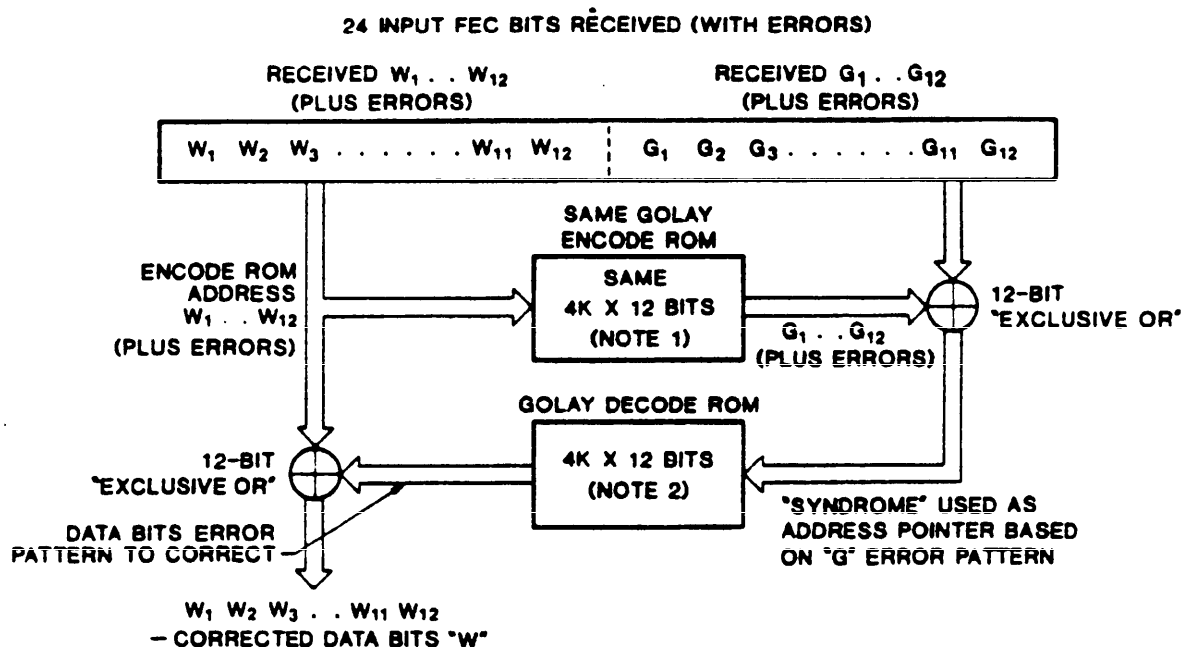 24 INPUT FEC BITS RECEIVED (WITH ERRORS)
RECEIVED W₁ . . W₁₂
(PLUS ERRORS)
RECEIVED G₁ . . G₁₂
(PLUS ERRORS)
W₁ W₂ W₃ . . . . . . . W₁₁ W₁₂ G₁ G₂ G₃ . . . . . . . G₁₁ G₁₂
SAME GOLAY
ENCODE ROM
ENCODE ROM
ADDRESS
W₁ . . W₁₂
(PLUS ERRORS)
SAME
4K X 12 BITS
(NOTE 1)
G₁ . . G₁₂
(PLUS ERRORS)
12-BIT
"EXCLUSIVE OR"
GOLAY DECODE ROM
4K X 12 BITS
(NOTE 2)
12-BIT
"EXCLUSIVE OR"
DATA BITS ERROR
PATTERN TO CORRECT
"SYNDROME" USED AS
ADDRESS POINTER BASED
ON "G" ERROR PATTERN
W₁ W₂ W₃ . . W₁₁ W₁₂
– CORRECTED DATA BITS "W"